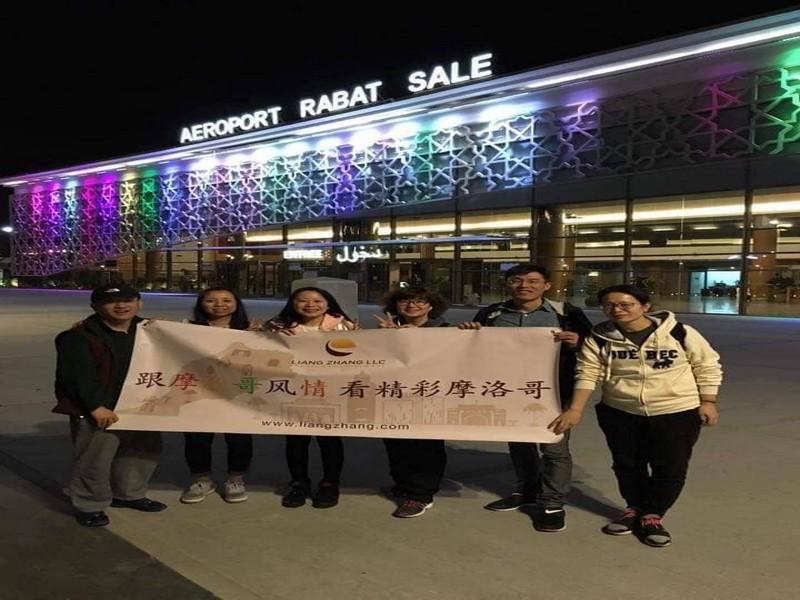 AEROPORT RABAT SALE
ENTREE
LIANG ZHANG LLC
跟摩 哥风情看精彩摩洛哥
www.liangzhang.com
QUÉBEC